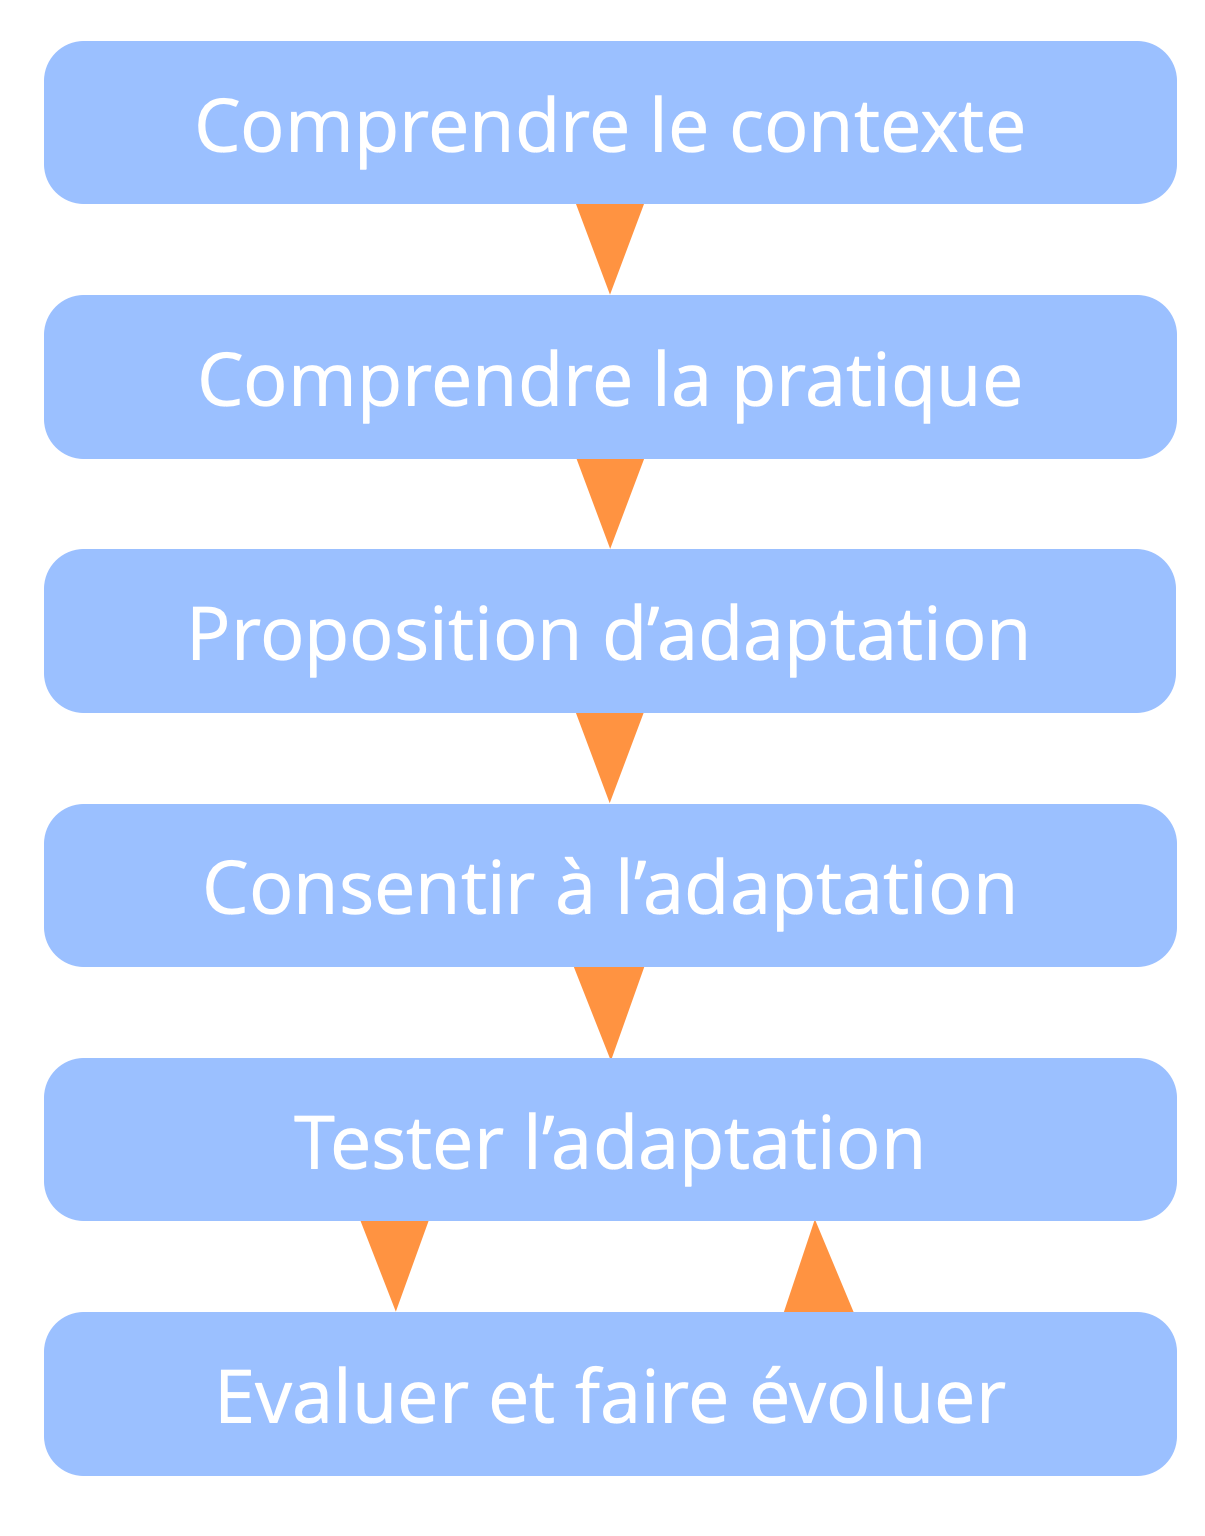 Comprendre le contexte
Comprendre la pratique
Proposition d’adaptation
Consentir à l’adaptation
Tester l’adaptation
Evaluer et faire évoluer